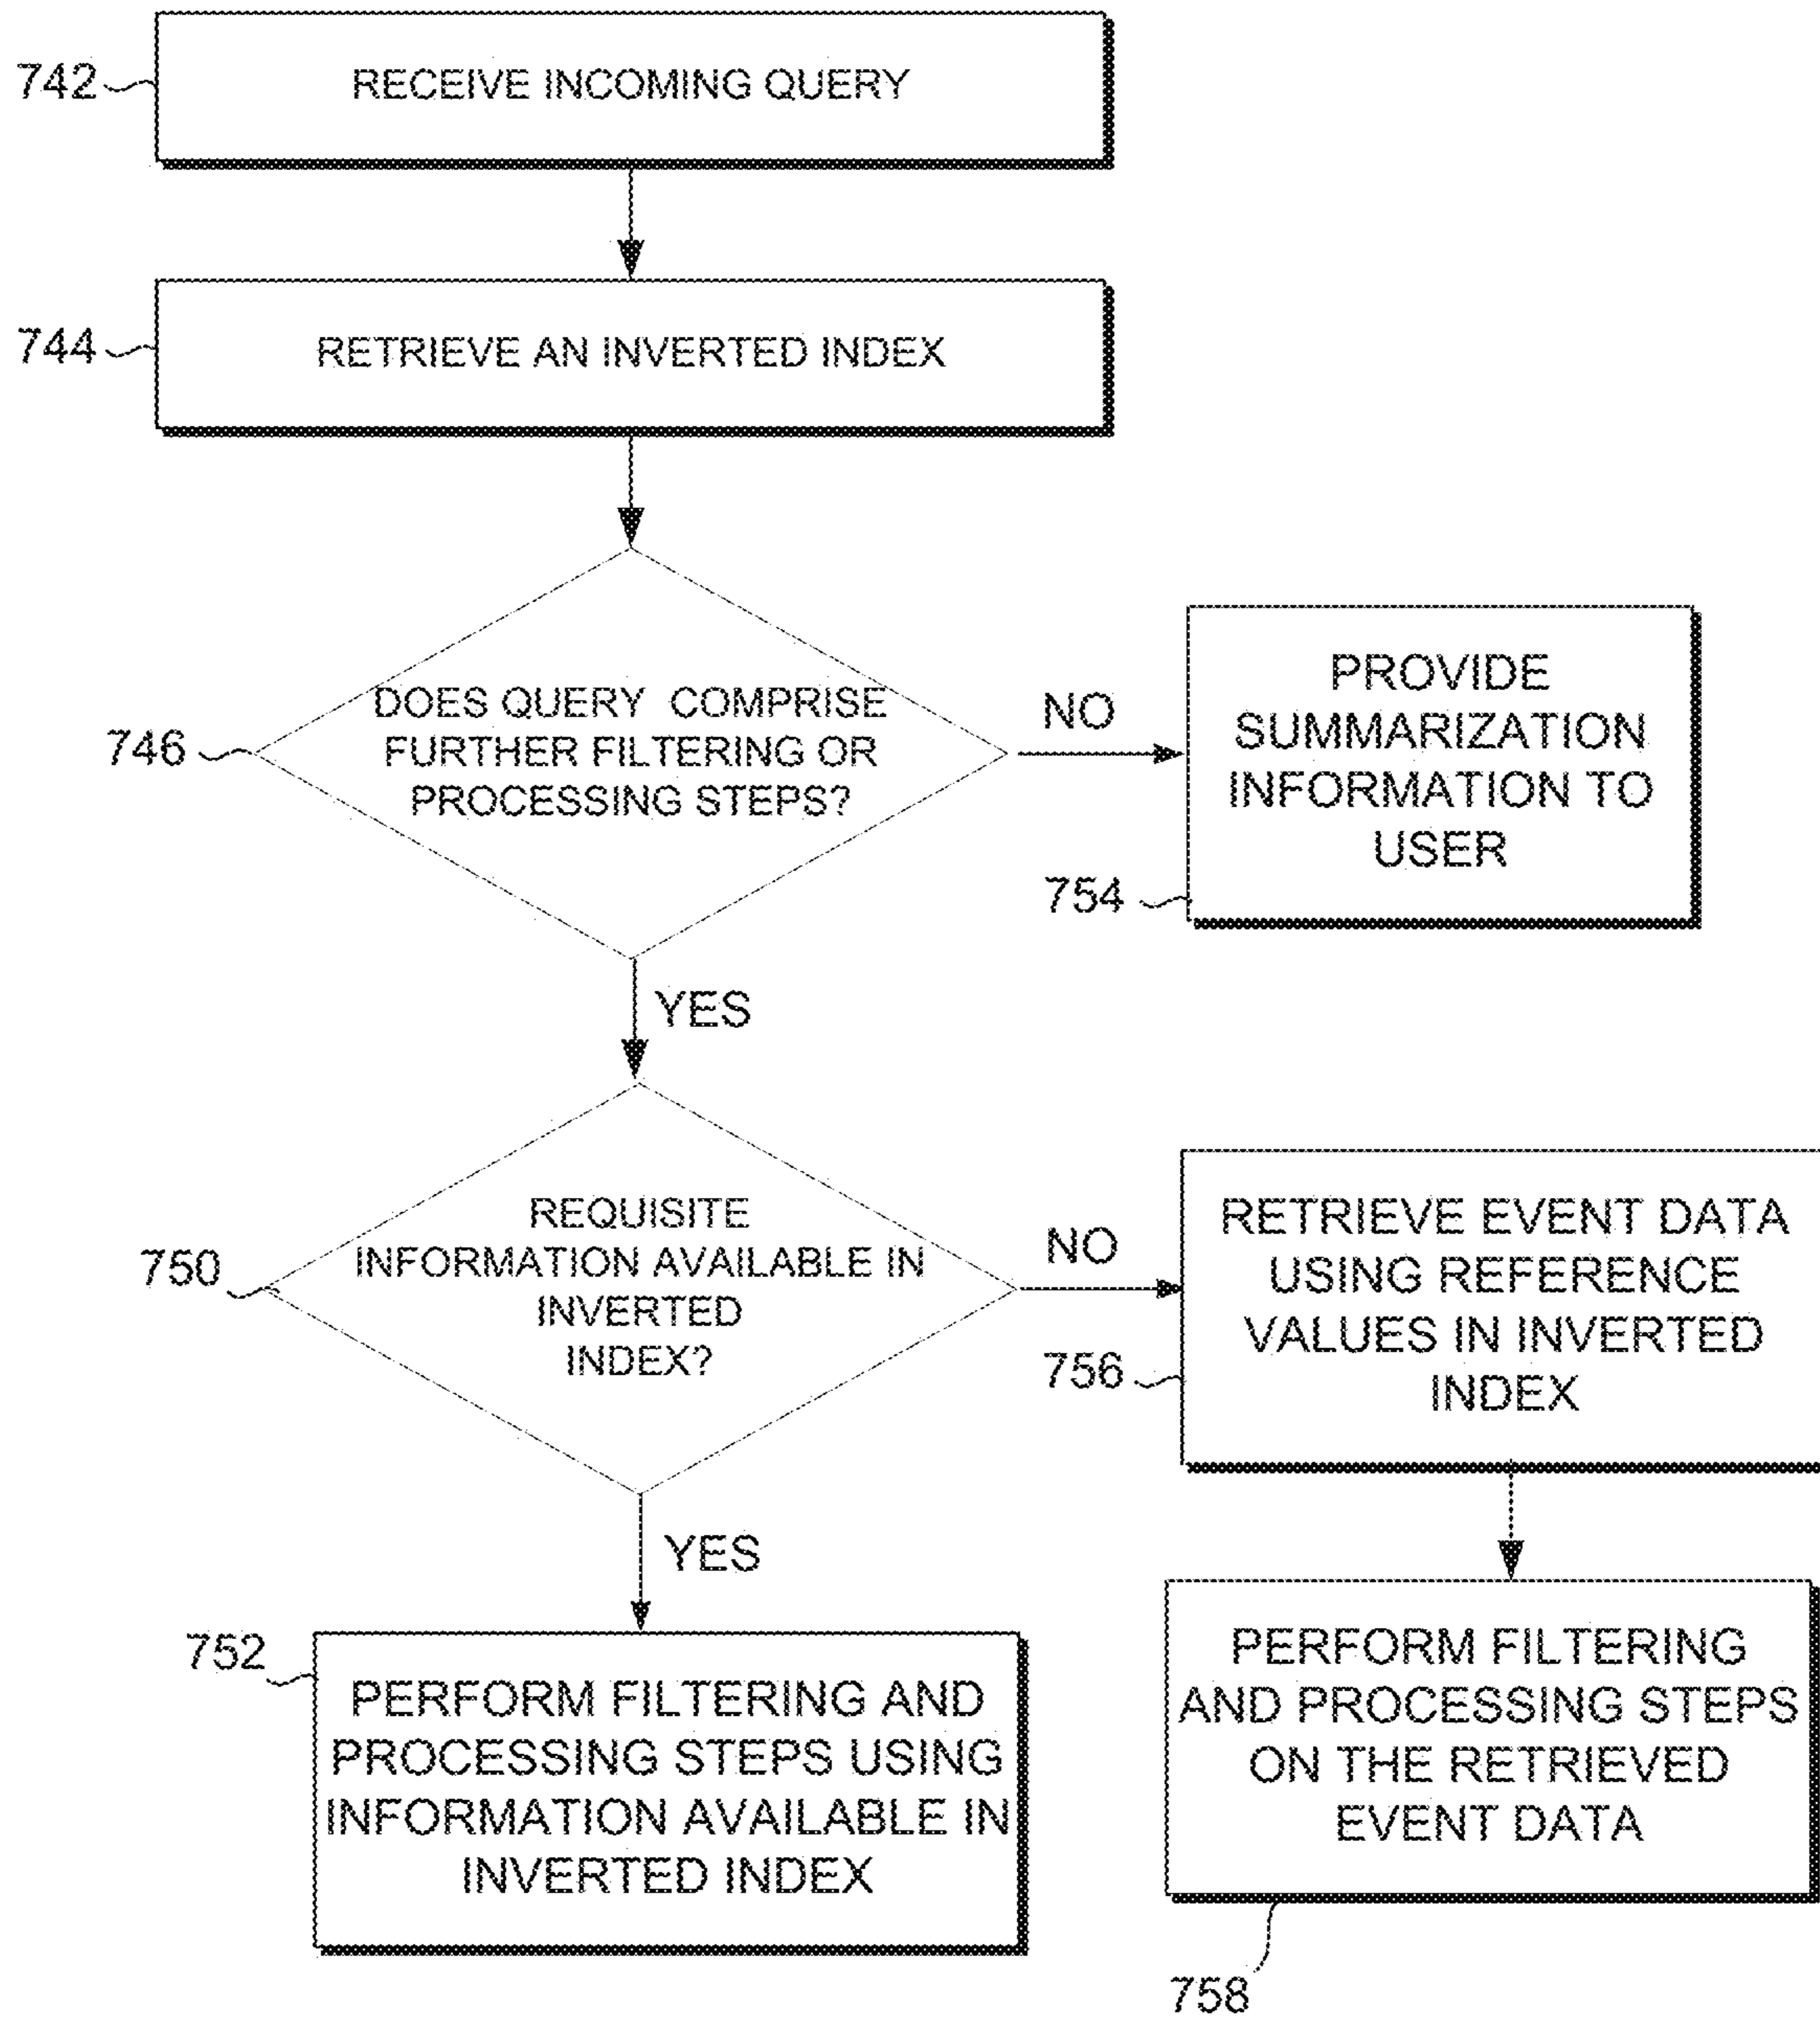 742
RECEIVE INCOMING QUERY
744
RETRIEVE AN INVERTED INDEX
746
DOES QUERY COMPRISE
FURTHER FILTERING OR
PROCESSING STEPS?
NO
PROVIDE
SUMMARIZATION
INFORMATION TO
USER
754
YES
750
REQUISITE
INFORMATION AVAILABLE IN
INVERTED
INDEX?
NO
RETRIEVE EVENT DATA
USING REFERENCE
VALUES IN INVERTED
INDEX
756
YES
752
PERFORM FILTERING AND
PROCESSING STEPS USING
INFORMATION AVAILABLE IN
INVERTED INDEX
PERFORM FILTERING
AND PROCESSING STEPS
ON THE RETRIEVED
EVENT DATA
758